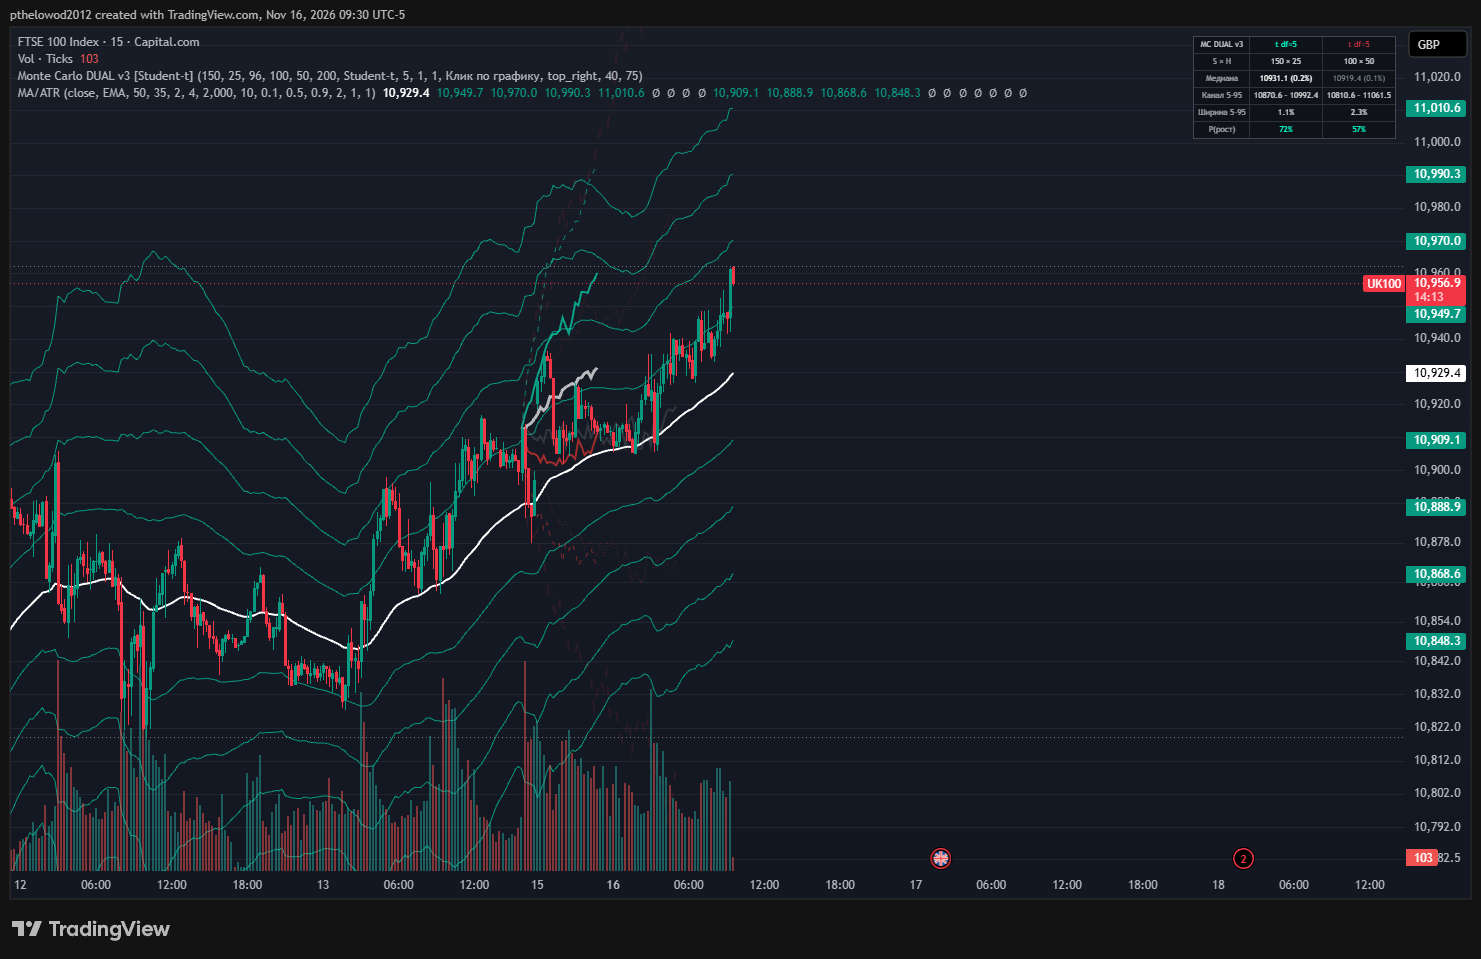 pthelowod2012 created with TradingView.com, Nov 16, 2026 09:30 UTC-5
FTSE 100 Index · 15 · Capital.com
Vol · Ticks 103
Monte Carlo DUAL v3 [Student-t] (150, 25, 96, 100, 50, 200, Student-t, 5, 1, 1, Клик по графику, top_right, 40, 75)
MA/ATR (close, EMA, 50, 35, 2, 4, 2,000, 10, 0.1, 0.5, 0.9, 2, 1, 1) 10,929.4 10,949.7 10,970.0 10,990.3 11,010.6 Ø Ø Ø Ø 10,909.1 10,888.9 10,868.6 10,848.3 Ø Ø Ø Ø Ø Ø Ø
MC DUAL v3 t df=5 t df=5
S × H 150 × 25 100 × 50
Медиана 10931.1 (0.2%) 10919.4 (0.1%)
Канал 5-95 10870.6 - 10992.4 10810.6 - 11061.5
Ширина 5-95 1.1% 2.3%
P(рост) 72% 57%
GBP
11,020.0
11,010.6
11,000.0
10,990.3
10,980.0
10,970.0
10,960.0
UK100 10,956.9
14:13
10,949.7
10,940.0
10,929.4
10,920.0
10,909.1
10,900.0
10,888.9
10,878.0
10,868.6
10,854.0
10,848.3
10,842.0
10,832.0
10,822.0
10,812.0
10,802.0
10,792.0
103 82.5
2
12 06:00 12:00 18:00 13 06:00 12:00 15 16 06:00 12:00 18:00 17 06:00 12:00 18:00 18 06:00 12:00
TradingView